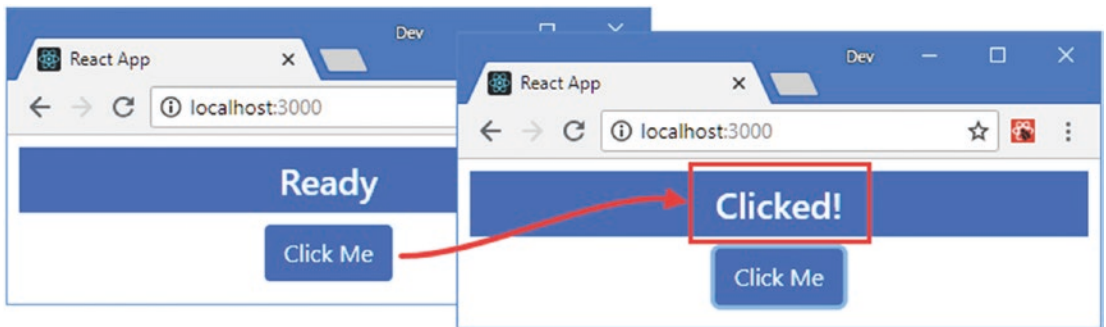 Dev
React App
localhost:3000
Ready
Click Me
Dev
React App
localhost:3000
Clicked!
Click Me